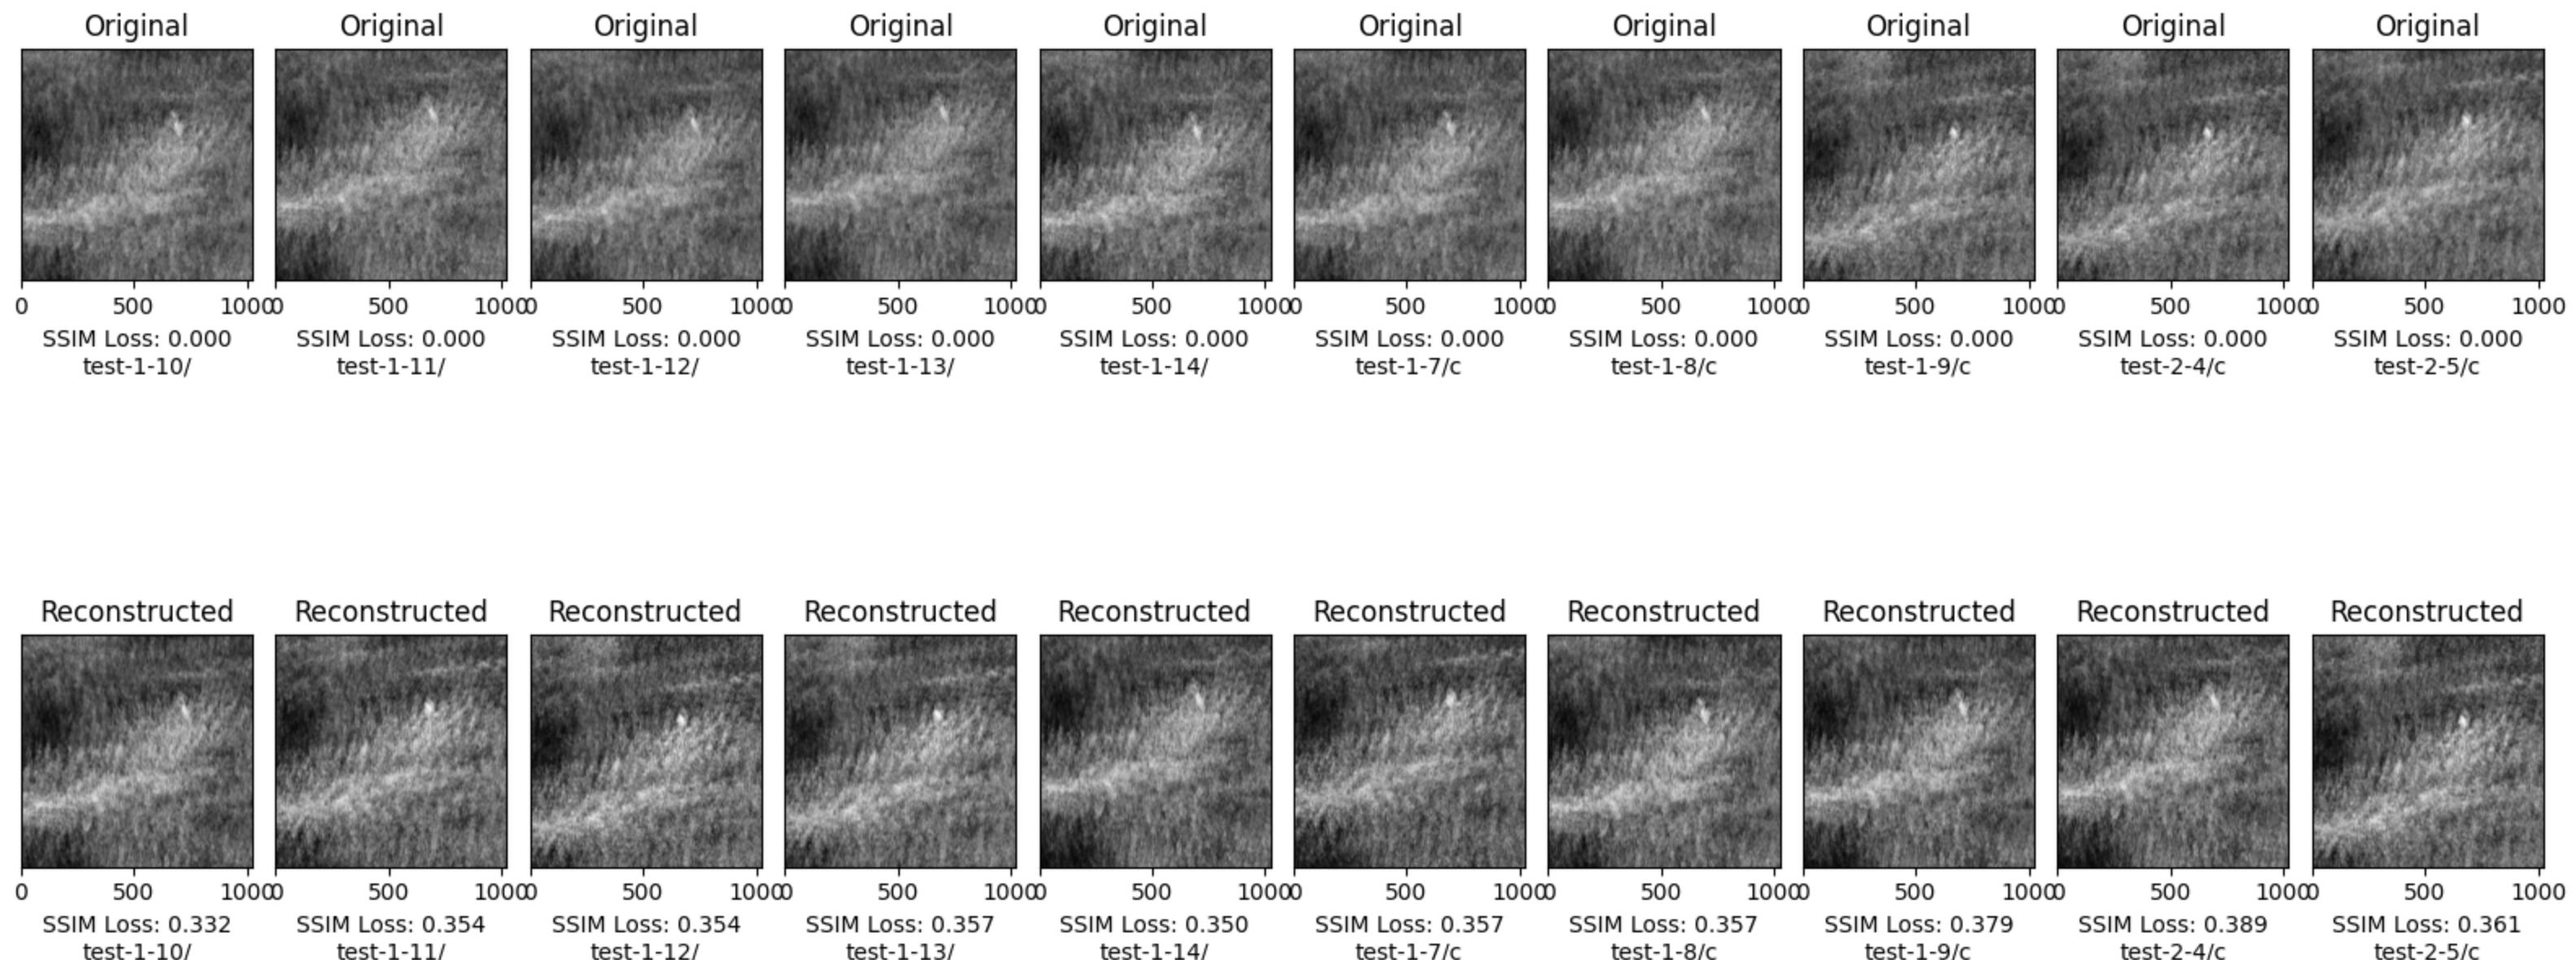 Original Original Original Original Original Original Original Original Original Original
0 500 1000 0 500 1000 0 500 1000 0 500 1000 0 500 1000 0 500 1000 0 500 1000 0 500 1000 0 500 1000 0 500 1000
SSIM Loss: 0.000 SSIM Loss: 0.000 SSIM Loss: 0.000 SSIM Loss: 0.000 SSIM Loss: 0.000 SSIM Loss: 0.000 SSIM Loss: 0.000 SSIM Loss: 0.000 SSIM Loss: 0.000 SSIM Loss: 0.000
test-1-10/ test-1-11/ test-1-12/ test-1-13/ test-1-14/ test-1-7/c test-1-8/c test-1-9/c test-2-4/c test-2-5/c
Reconstructed Reconstructed Reconstructed Reconstructed Reconstructed Reconstructed Reconstructed Reconstructed Reconstructed Reconstructed
0 500 1000 0 500 1000 0 500 1000 0 500 1000 0 500 1000 0 500 1000 0 500 1000 0 500 1000 0 500 1000 0 500 1000
SSIM Loss: 0.332 SSIM Loss: 0.354 SSIM Loss: 0.354 SSIM Loss: 0.357 SSIM Loss: 0.350 SSIM Loss: 0.357 SSIM Loss: 0.357 SSIM Loss: 0.379 SSIM Loss: 0.389 SSIM Loss: 0.361
test-1-10/ test-1-11/ test-1-12/ test-1-13/ test-1-14/ test-1-7/c test-1-8/c test-1-9/c test-2-4/c test-2-5/c